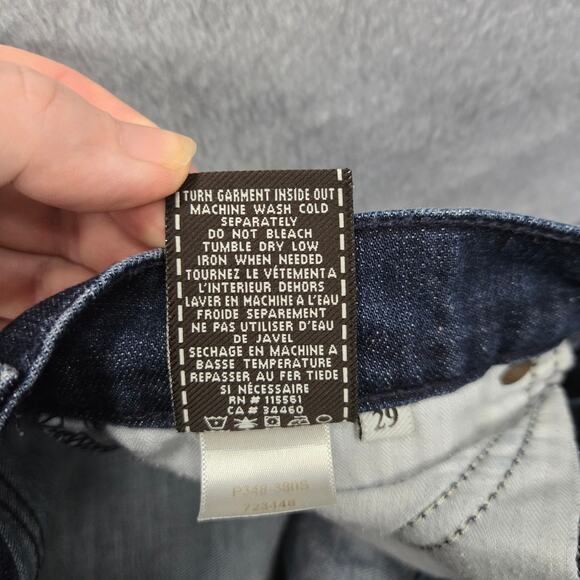 TURN GARMENT INSIDE OUT
MACHINE WASH COLD
SEPARATELY
DO NOT BLEACH
TUMBLE DRY LOW
IRON WHEN NEEDED
TOURNEZ LE VÉTEMENT A
L'INTERIEUR DEHORS
LAVER EN MACHINE A L'EAU
FROIDE SEPAREMENT
NE PAS UTILISER D'EAU
DE JAVEL
SECHAGE EN MACHINE A
BASSE TEMPERATURE
REPASSER AU FER TIEDE
SI NÉCESSAIRE
RN # 115561
CA # 34460
29
723448